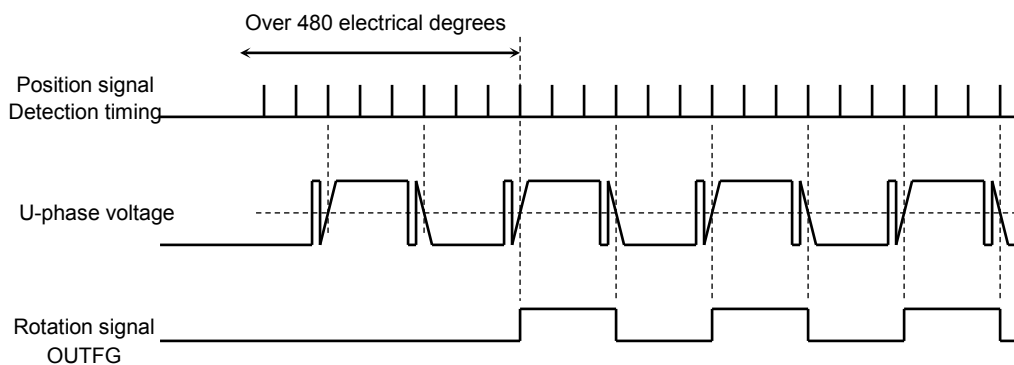 Over 480 electrical degrees
Position signal
Detection timing
U-phase voltage
Rotation signal
OUTFG